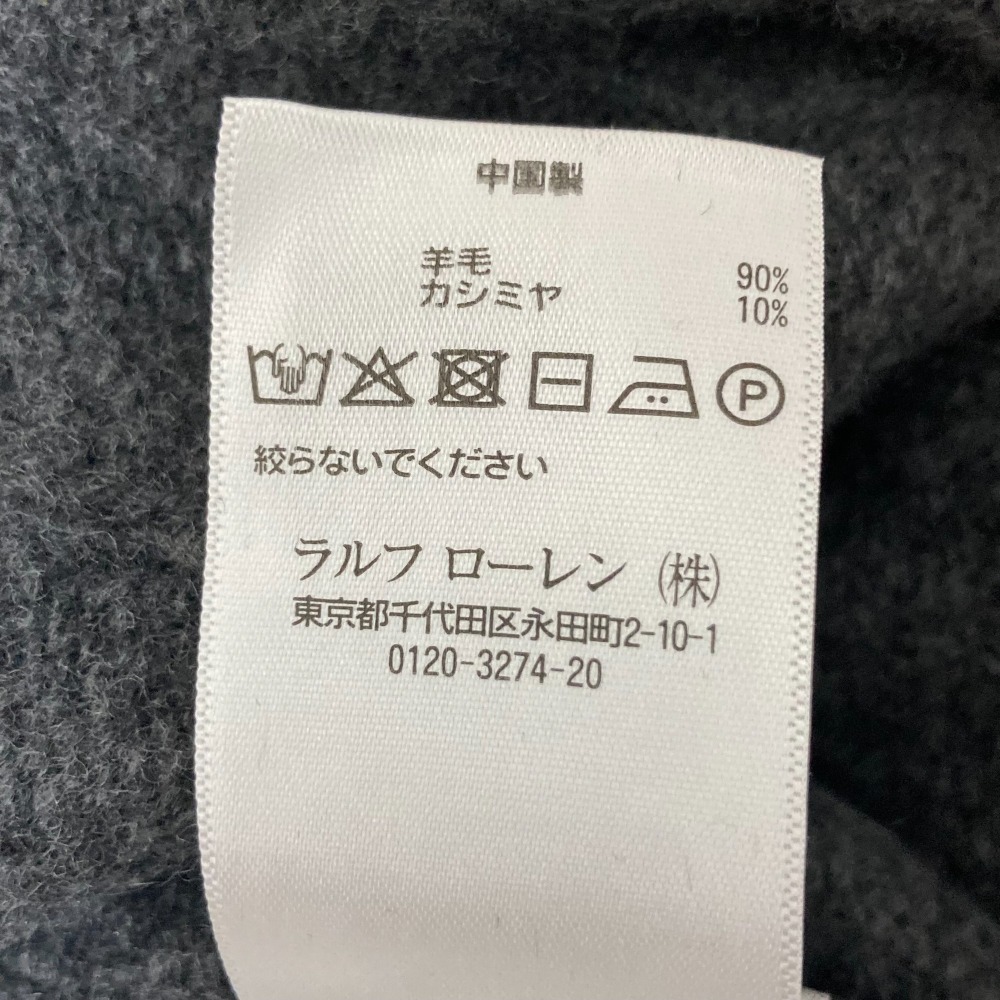 中国製
羊毛 90%
カシミヤ 10%
P
絞らないでください
ラルフ ローレン (株)
東京都千代田区永田町2-10-1
0120-3274-20